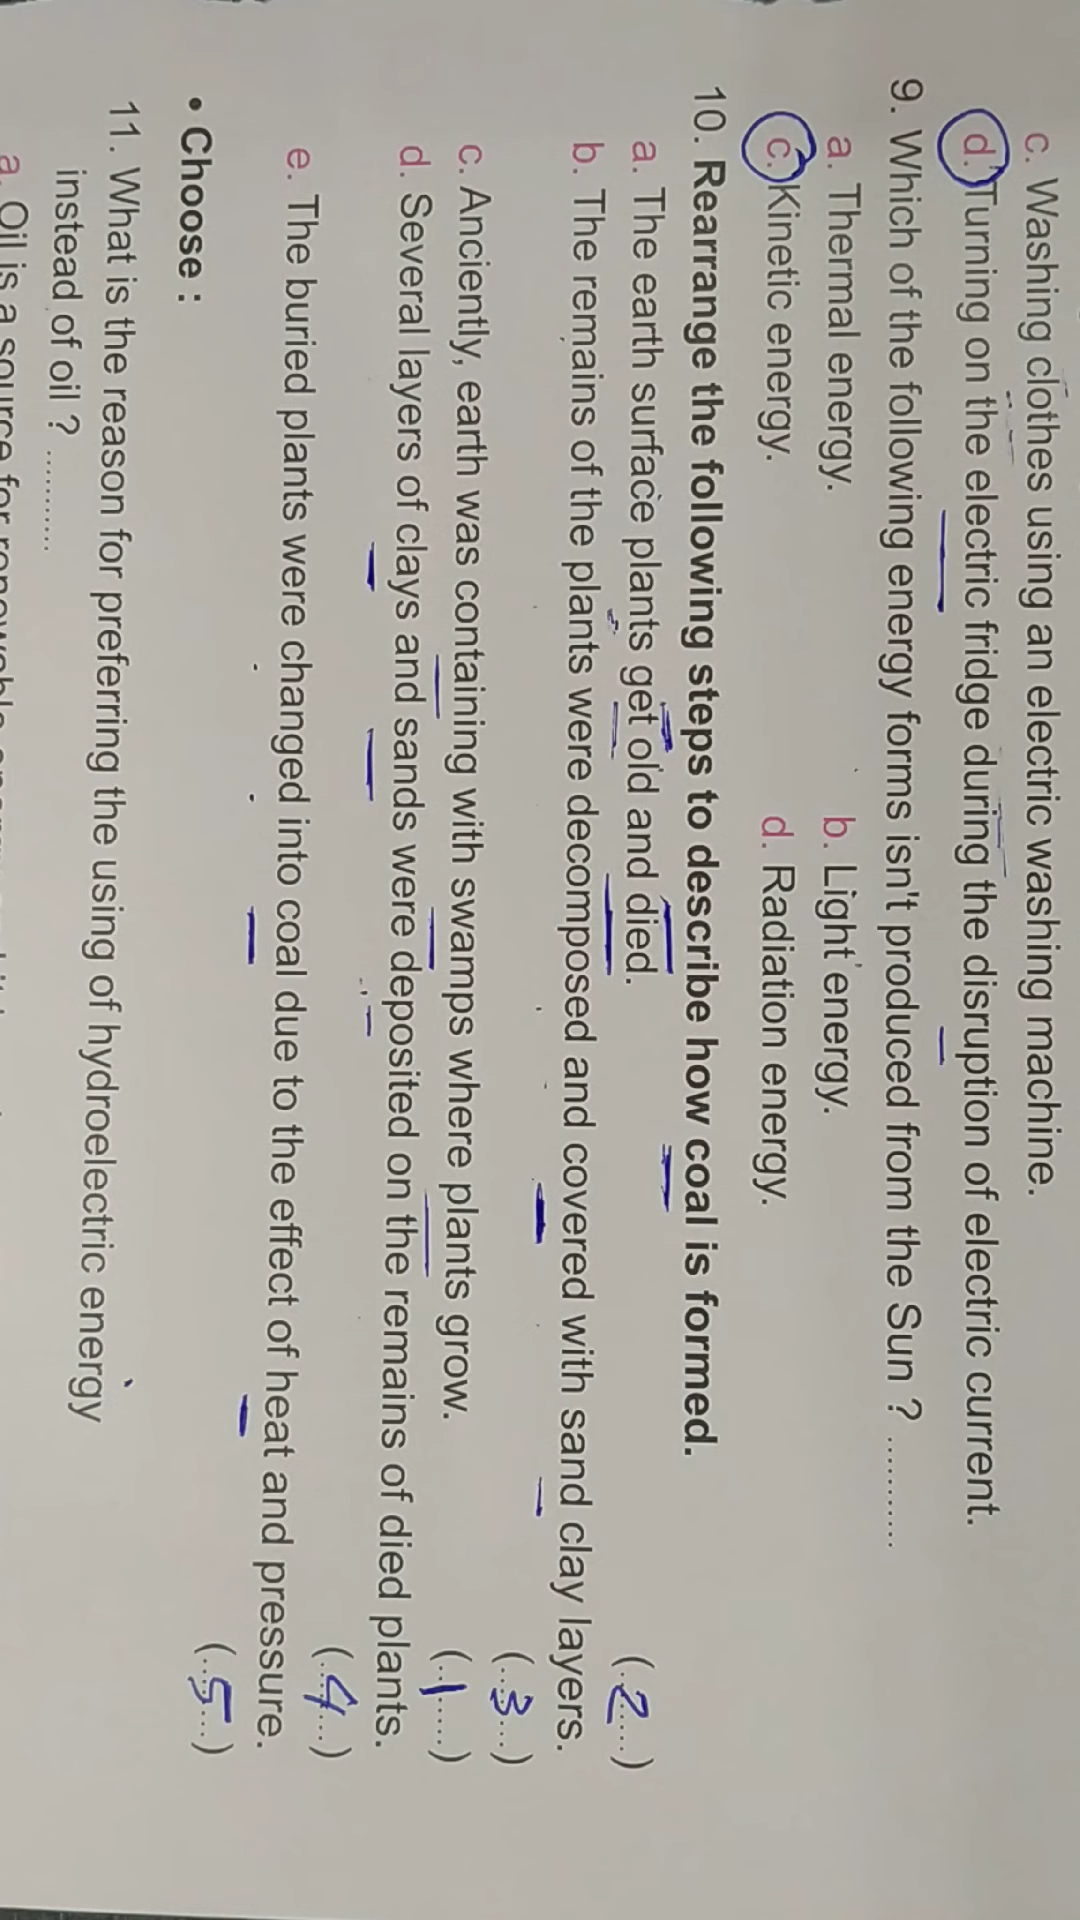 c. Washing clothes using an electric washing machine.
d. Turning on the electric fridge during the disruption of electric current.
9. Which of the following energy forms isn't produced from the Sun ? ..........
a. Thermal energy. b. Light energy.
c. Kinetic energy. d. Radiation energy.
10. Rearrange the following steps to describe how coal is formed.
a. The earth surface plants get old and died. (..2....)
b. The remains of the plants were decomposed and covered with sand clay layers.
(..3...)
c. Anciently, earth was containing with swamps where plants grow. (..1....)
d. Several layers of clays and sands were deposited on the remains of died plants.
(..4...)
e. The buried plants were changed into coal due to the effect of heat and pressure.
(..5...)
• Choose :
11. What is the reason for preferring the using of hydroelectric energy
instead of oil ? ..........
a. Oil is a source for